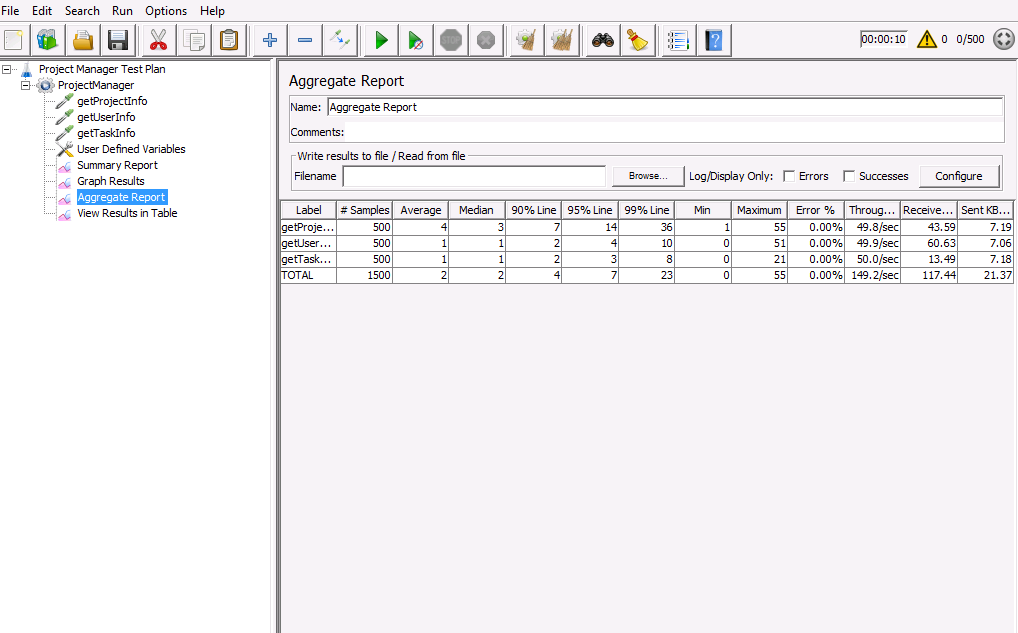 File Edit Search Run Options Help
STOP 00:00:10 0 0/500
Project Manager Test Plan
ProjectManager
getProjectInfo
getUserInfo
getTaskInfo
User Defined Variables
Summary Report
Graph Results
Aggregate Report
View Results in Table
Aggregate Report
Name: Aggregate Report
Comments:
Write results to file / Read from file
Filename Browse... Log/Display Only: Errors Successes Configure
Label # Samples Average Median 90% Line 95% Line 99% Line Min Maximum Error % Throug... Receive... Sent KB...
getProje... 500 4 3 7 14 36 1 55 0.00% 49.8/sec 43.59 7.19
getUser... 500 1 1 2 4 10 0 51 0.00% 49.9/sec 60.63 7.06
getTask... 500 1 1 2 3 8 0 21 0.00% 50.0/sec 13.49 7.18
TOTAL 1500 2 2 4 7 23 0 55 0.00% 149.2/sec 117.44 21.37